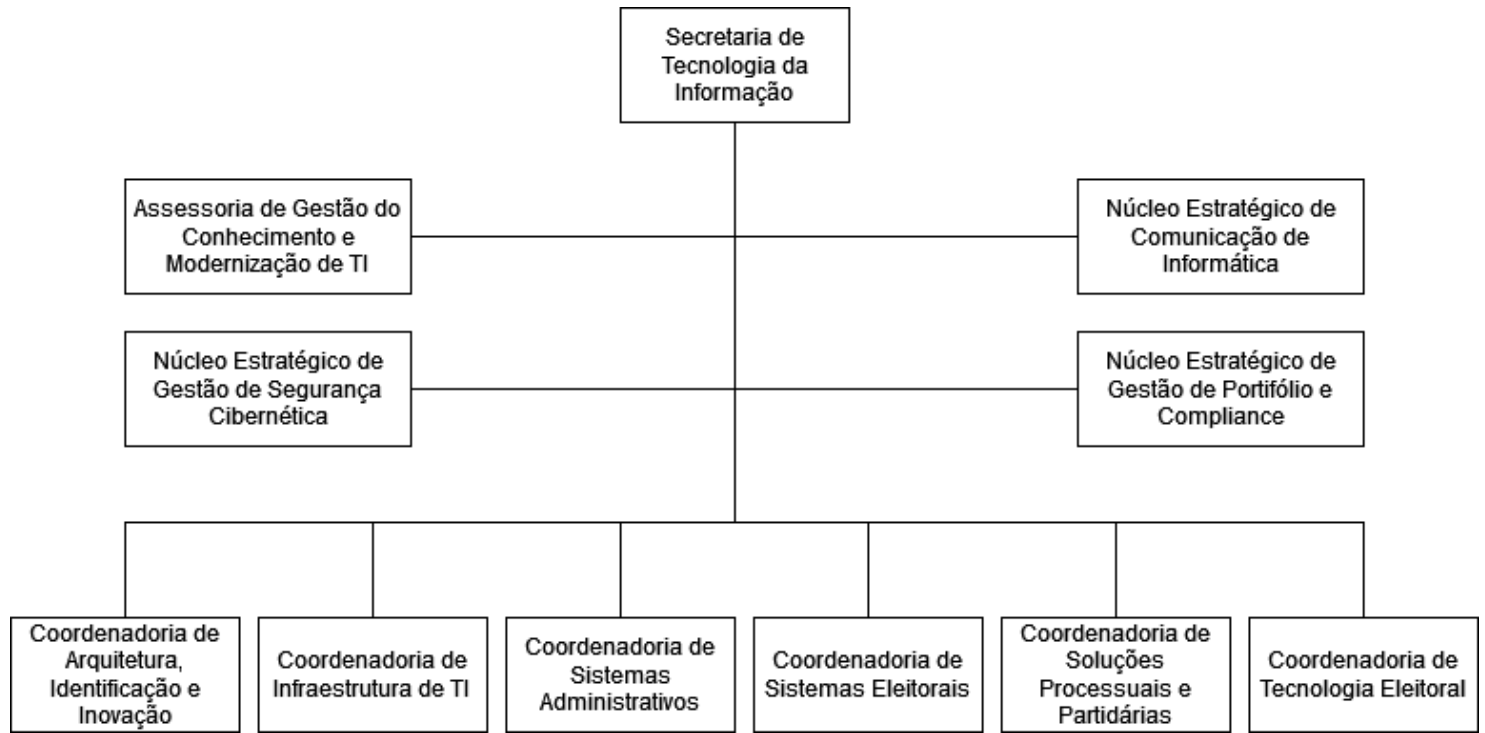 Secretaria de
Tecnologia da
Informação
Assessoria de Gestão do
Conhecimento e
Modernização de TI
Núcleo Estratégico de
Comunicação de
Informática
Núcleo Estratégico de
Gestão de Segurança
Cibernética
Núcleo Estratégico de
Gestão de Portifólio e
Compliance
Coordenadoria de
Arquitetura,
Identificação e
Inovação
Coordenadoria de
Infraestrutura de TI
Coordenadoria de
Sistemas
Administrativos
Coordenadoria de
Sistemas Eleitorais
Coordenadoria de
Soluções
Processuais e
Partidárias
Coordenadoria de
Tecnologia Eleitoral